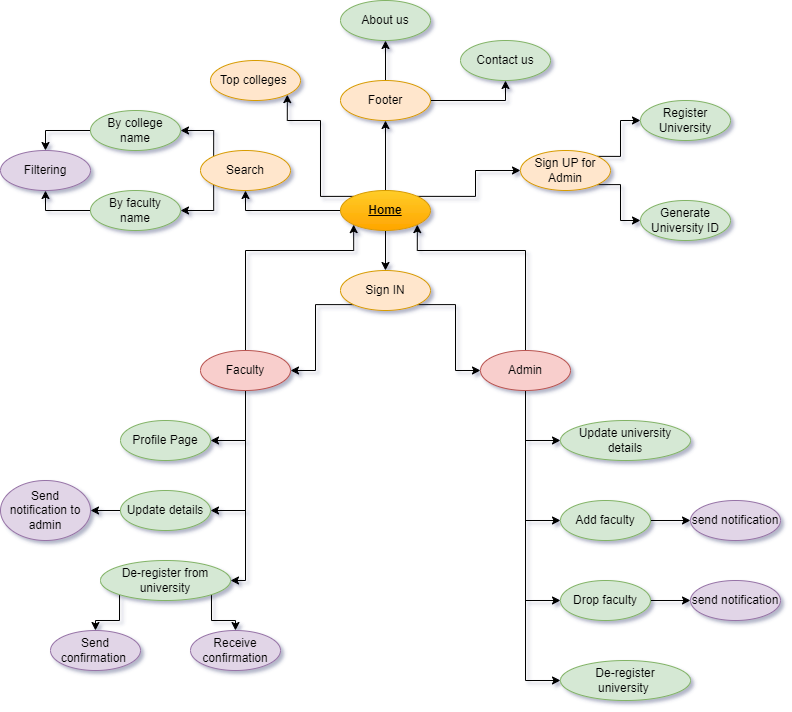 About us
Contact us
Top colleges
Footer
By college
name
Register
University
Filtering
Search
Sign UP for
Admin
By faculty
name
Home
Generate
University ID
Sign IN
Faculty
Admin
Profile Page
Update university
details
Send
notification to
admin
Update details
Add faculty
send notification
De-register from
university
Drop faculty
send notification
Send
confirmation
Receive
confirmation
De-register
university